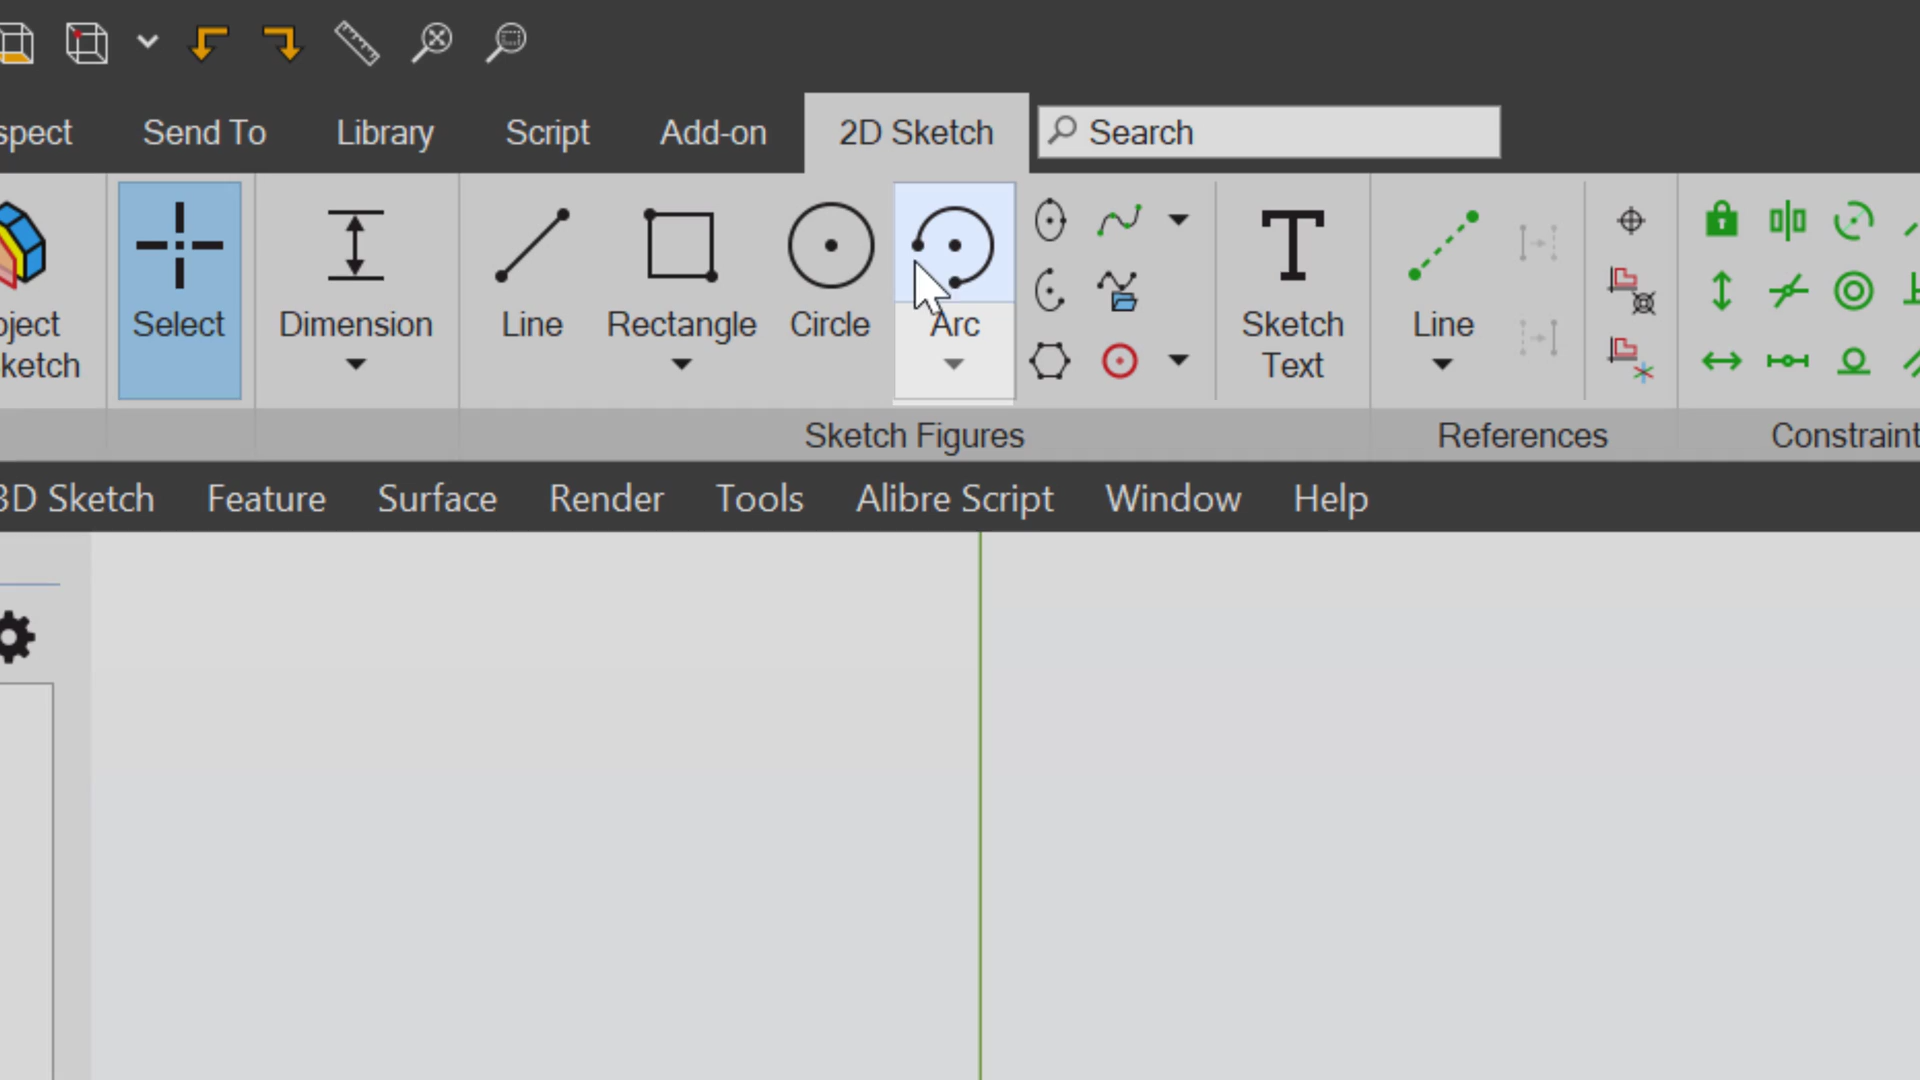 spect Send To Library Script Add-on 2D Sketch Search
Select Dimension Line Rectangle Circle Arc Sketch Text Line
oject
ketch
Sketch Figures References Constraint
3D Sketch Feature Surface Render Tools Alibre Script Window Help